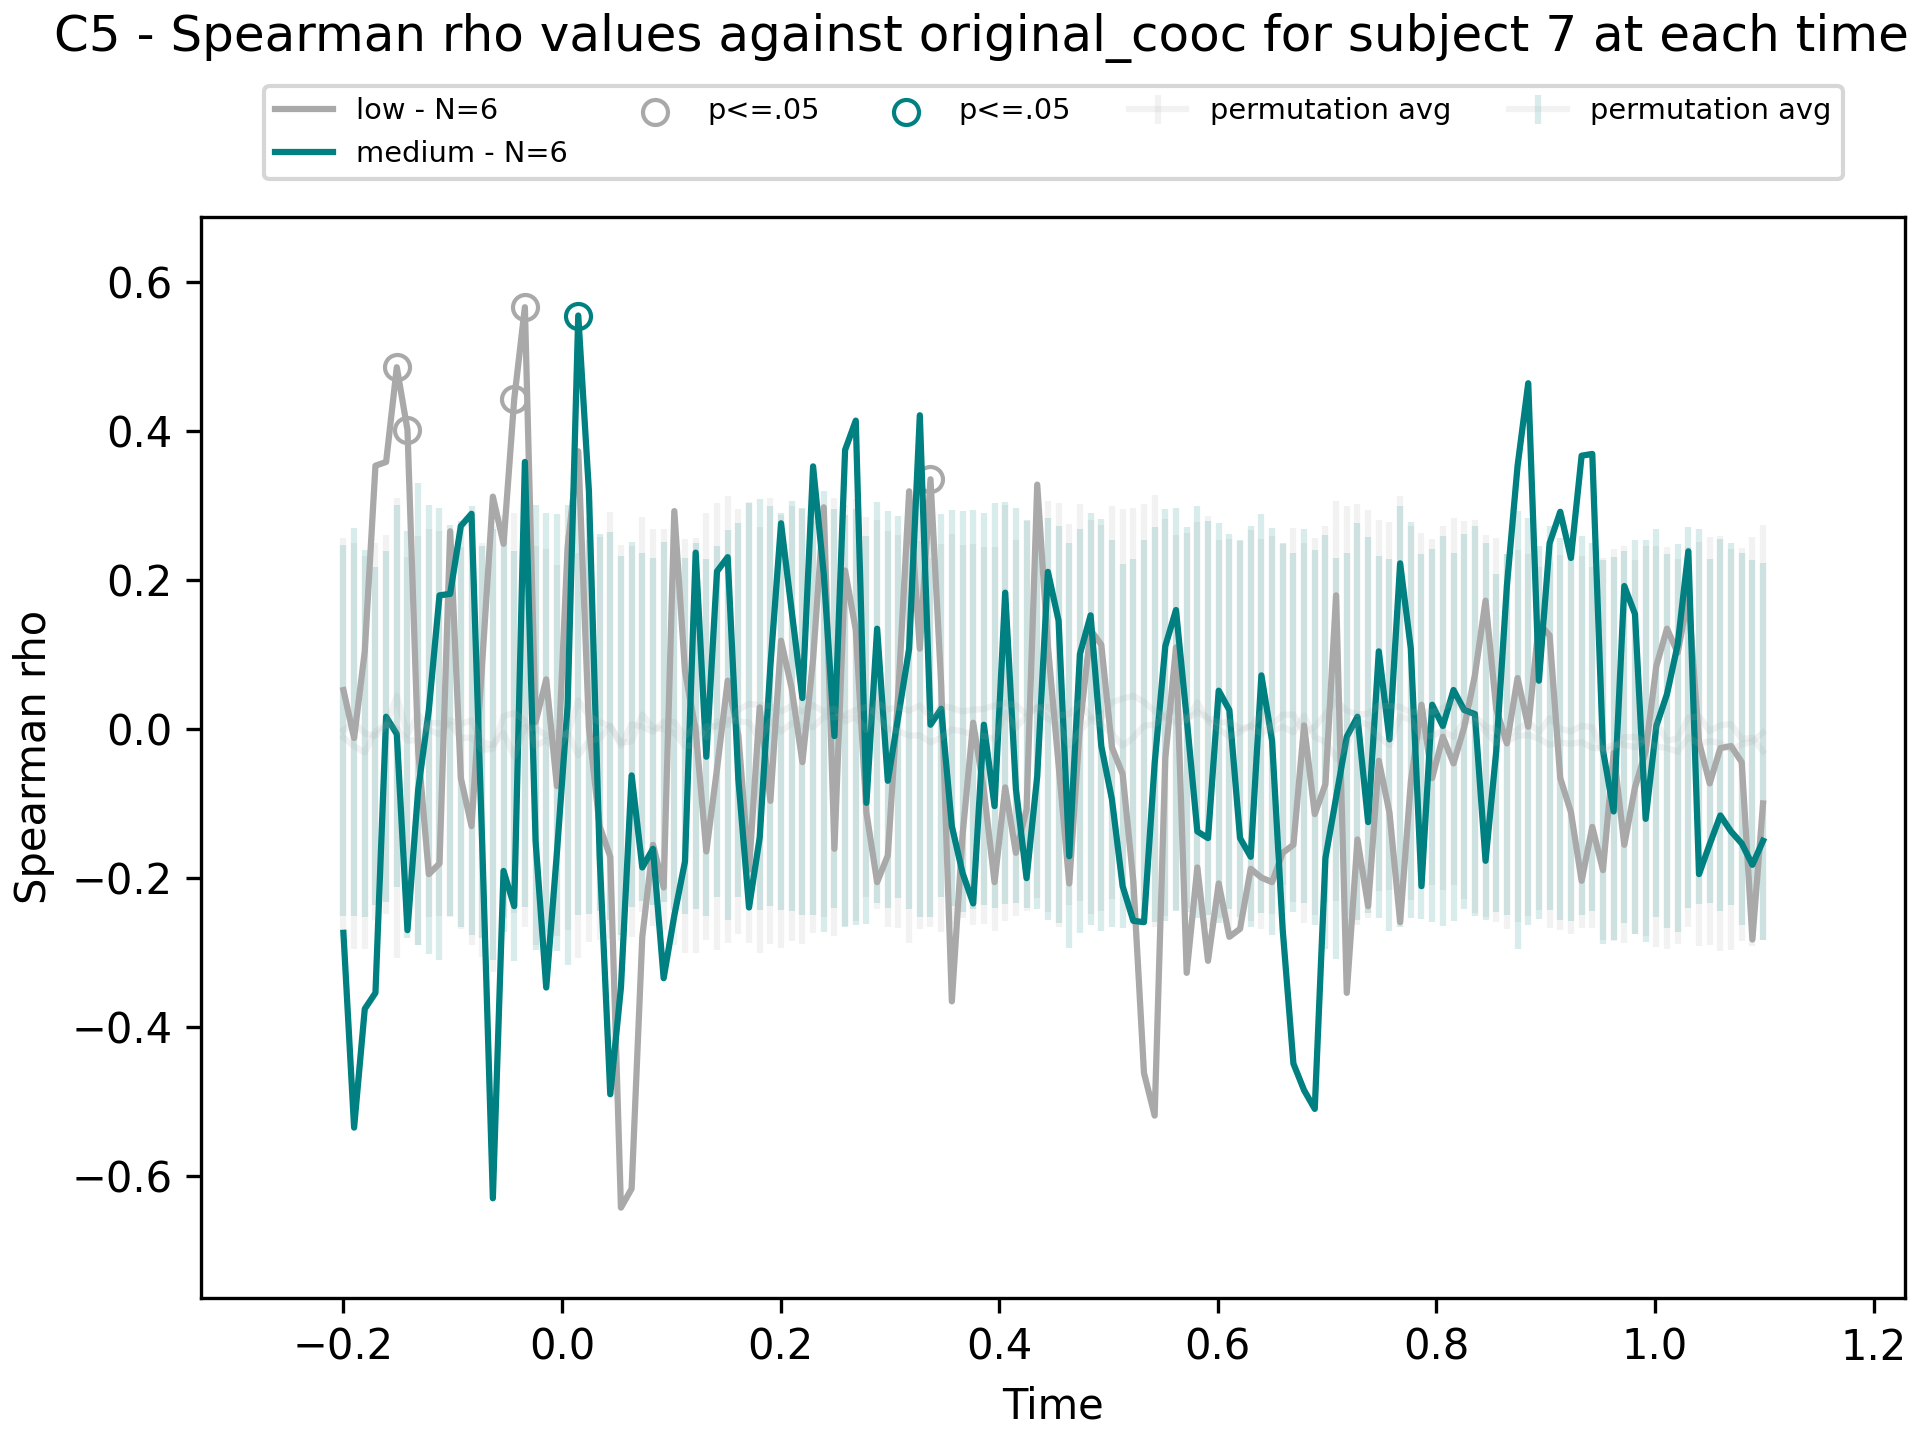 C5 - Spearman rho values against original_cooc for subject 7 at each time
low - N=6
medium - N=6
p<=.05
p<=.05
permutation avg
permutation avg
Spearman rho
0.6
0.4
0.2
0.0
−0.2
−0.4
−0.6
−0.2
0.0
0.2
0.4
0.6
0.8
1.0
1.2
Time